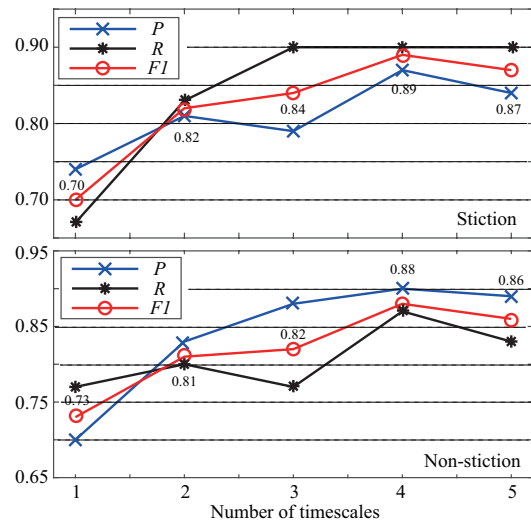 P
R
F1
0.90
0.80
0.70
0.70
0.82
0.84
0.89
0.87
Stiction
P
R
F1
0.95
0.85
0.75
0.65
0.73
0.81
0.82
0.88
0.86
Non-stiction
1 2 3 4 5
Number of timescales